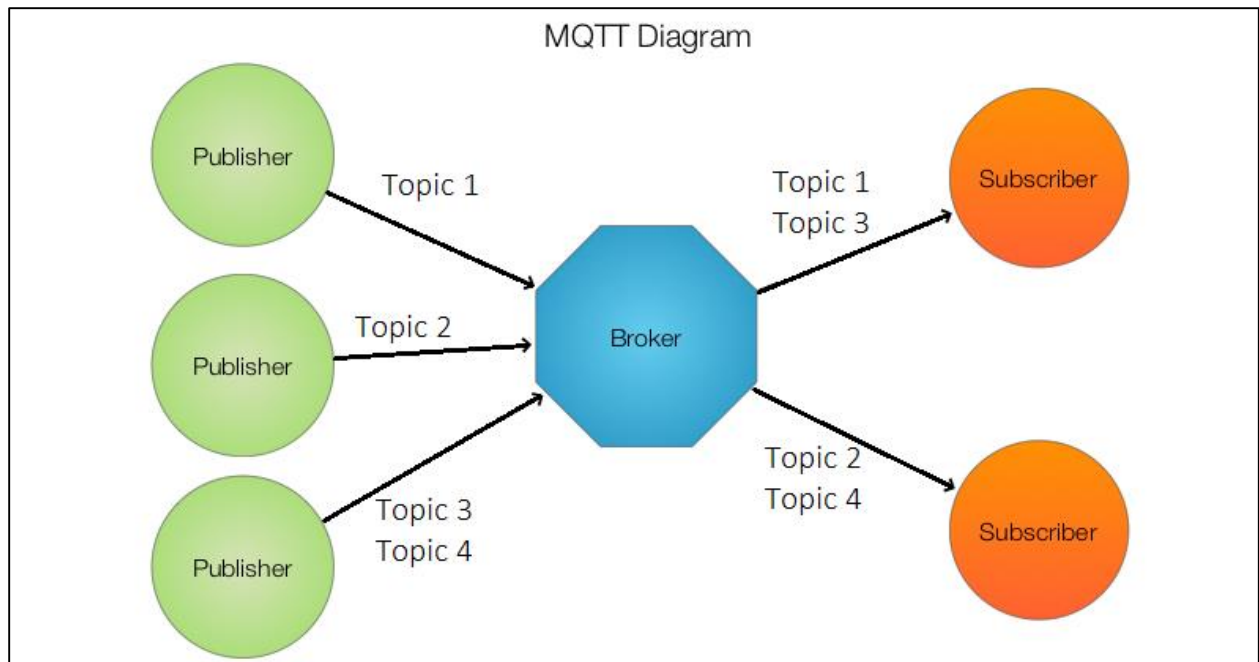 MQTT Diagram
Publisher
Topic 1
Topic 1
Topic 3
Subscriber
Publisher
Topic 2
Broker
Publisher
Topic 3
Topic 4
Topic 2
Topic 4
Subscriber